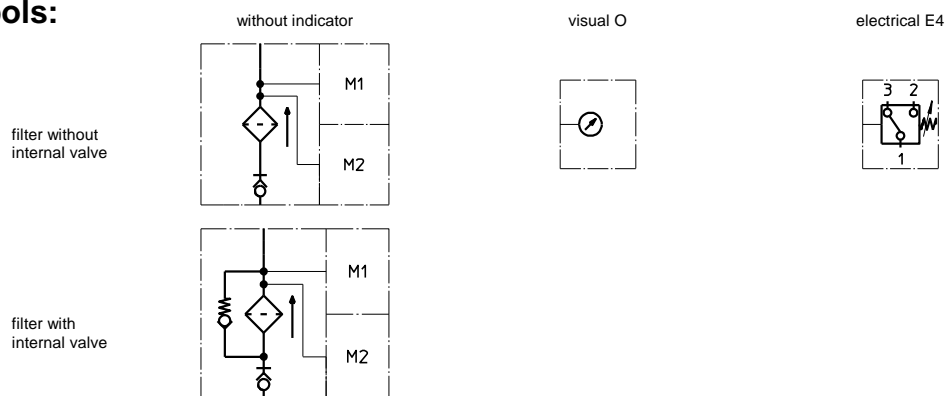 ols:
without indicator
visual O
electrical E4
M1
M2
3 2
1
filter without
internal valve
M1
M2
filter with
internal valve